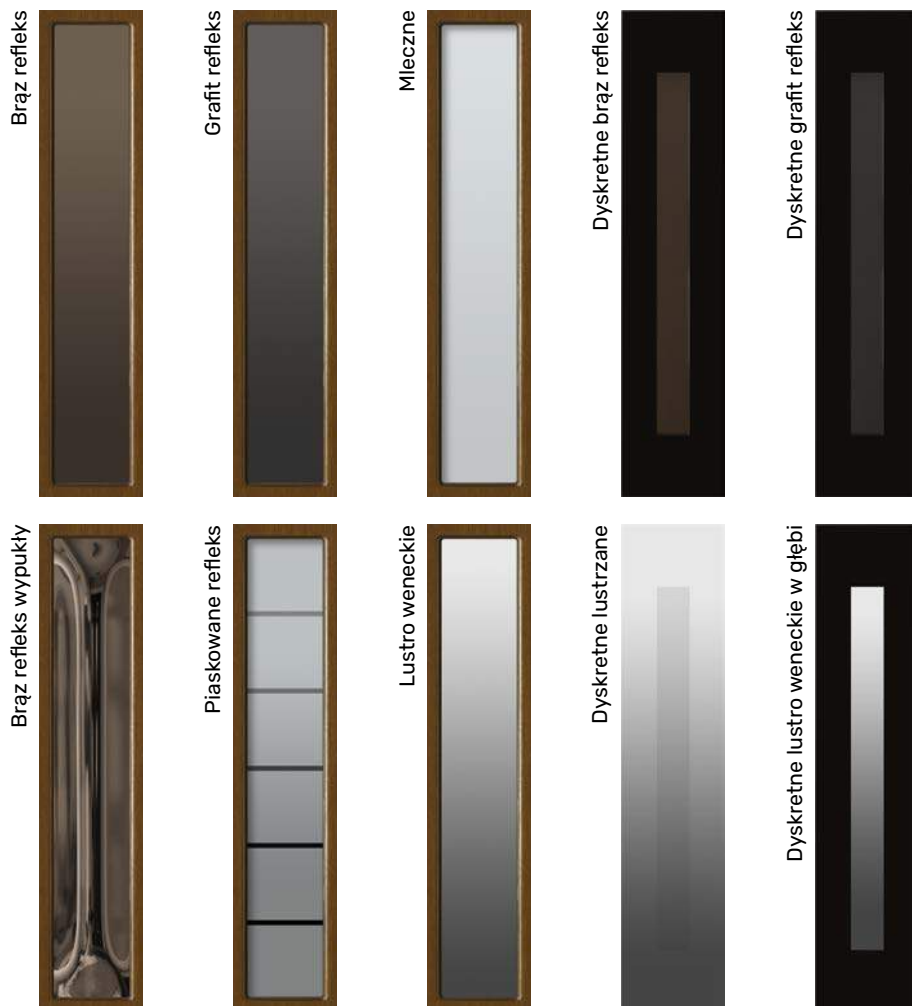 Brąz refleks
Grafit refleks
Mleczne
Dyskretne brąz refleks
Dyskretne grafit refleks
Brąz refleks wypukły
Piaskowane refleks
Lustro weneckie
Dyskretne lustrzane
Dyskretne lustro weneckie w głębi